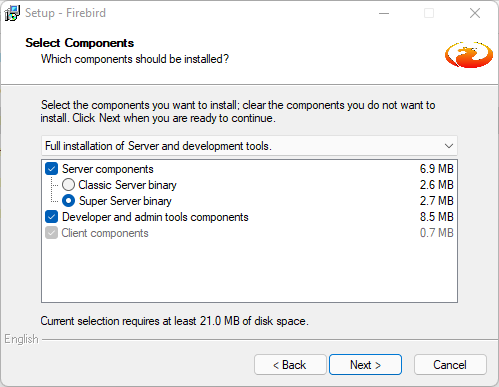 Setup - Firebird
Select Components
Which components should be installed?
Select the components you want to install; clear the components you do not want to
install. Click Next when you are ready to continue.
Full installation of Server and development tools.
Server components 6.9 MB
Classic Server binary 2.6 MB
Super Server binary 2.7 MB
Developer and admin tools components 8.5 MB
Client components 0.7 MB
Current selection requires at least 21.0 MB of disk space.
English
< Back Next > Cancel